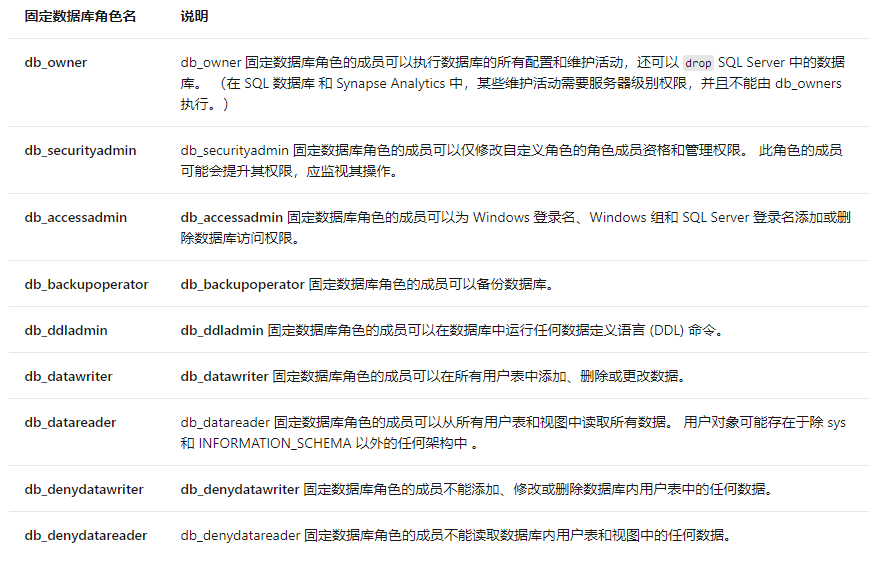 固定数据库角色名 说明
db_owner db_owner 固定数据库角色的成员可以执行数据库的所有配置和维护活动，还可以 drop SQL Server 中的数据
库。 （在 SQL 数据库 和 Synapse Analytics 中，某些维护活动需要服务器级别权限，并且不能由 db_owners
执行。）
db_securityadmin db_securityadmin 固定数据库角色的成员可以仅修改自定义角色的角色成员资格和管理权限。 此角色的成员
可能会提升其权限，应监视其操作。
db_accessadmin db_accessadmin 固定数据库角色的成员可以为 Windows 登录名、Windows 组和 SQL Server 登录名添加或删
除数据库访问权限。
db_backupoperator db_backupoperator 固定数据库角色的成员可以备份数据库。
db_ddladmin db_ddladmin 固定数据库角色的成员可以在数据库中运行任何数据定义语言 (DDL) 命令。
db_datawriter db_datawriter 固定数据库角色的成员可以在所有用户表中添加、删除或更改数据。
db_datareader db_datareader 固定数据库角色的成员可以从所有用户表和视图中读取所有数据。 用户对象可能存在于除 sys
和 INFORMATION_SCHEMA 以外的任何架构中 。
db_denydatawriter db_denydatawriter 固定数据库角色的成员不能添加、修改或删除数据库内用户表中的任何数据。
db_denydatareader db_denydatareader 固定数据库角色的成员不能读取数据库内用户表和视图中的任何数据。